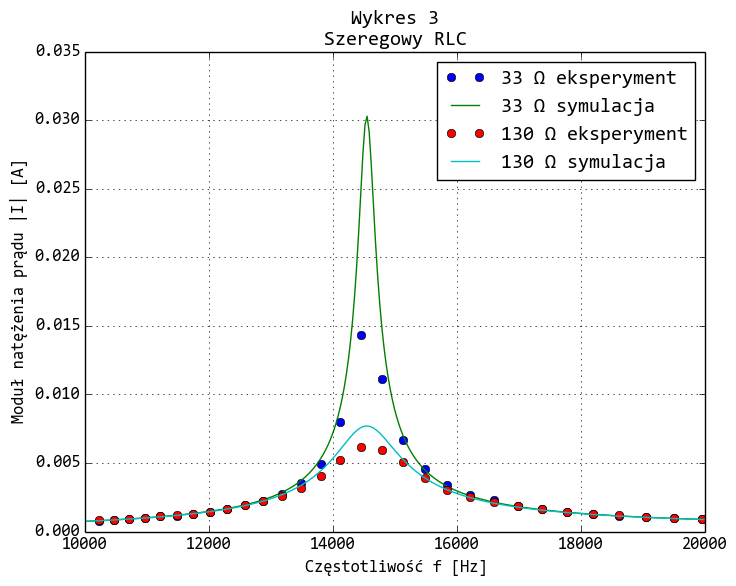 Wykres 3
Szeregowy RLC
33 Ω eksperyment
33 Ω symulacja
130 Ω eksperyment
130 Ω symulacja
Moduł natężenia prądu |I| [A]
0.035
0.030
0.025
0.020
0.015
0.010
0.005
0.000
10000 12000 14000 16000 18000 20000
Częstotliwość f [Hz]